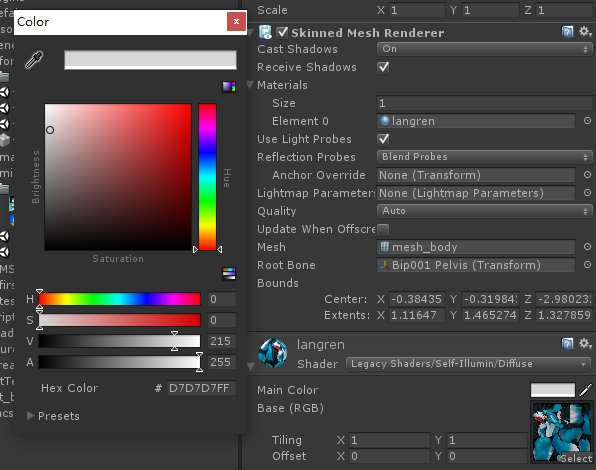 Color
x
Brightness
Hue
Saturation
H 0
S 0
V 215
A 255
Hex Color # D7D7D7FF
Presets
Scale X 1 Y 1 Z 1
Skinned Mesh Renderer
Cast Shadows On
Receive Shadows
Materials
Size 1
Element 0 langren
Use Light Probes
Reflection Probes Blend Probes
Anchor Override None (Transform)
Lightmap Parameters None (Lightmap Parameters)
Quality Auto
Update When Offscre
Mesh mesh_body
Root Bone Bip001 Pelvis (Transform)
Bounds
Center: X -0.38435 Y -0.31984 Z -2.98023
Extents: X 1.11647 Y 1.465274 Z 1.327859
langren
Shader Legacy Shaders/Self-Illumin/Diffuse
Main Color
Base (RGB)
Tiling X 1 Y 1
Offset X 0 Y 0
Select